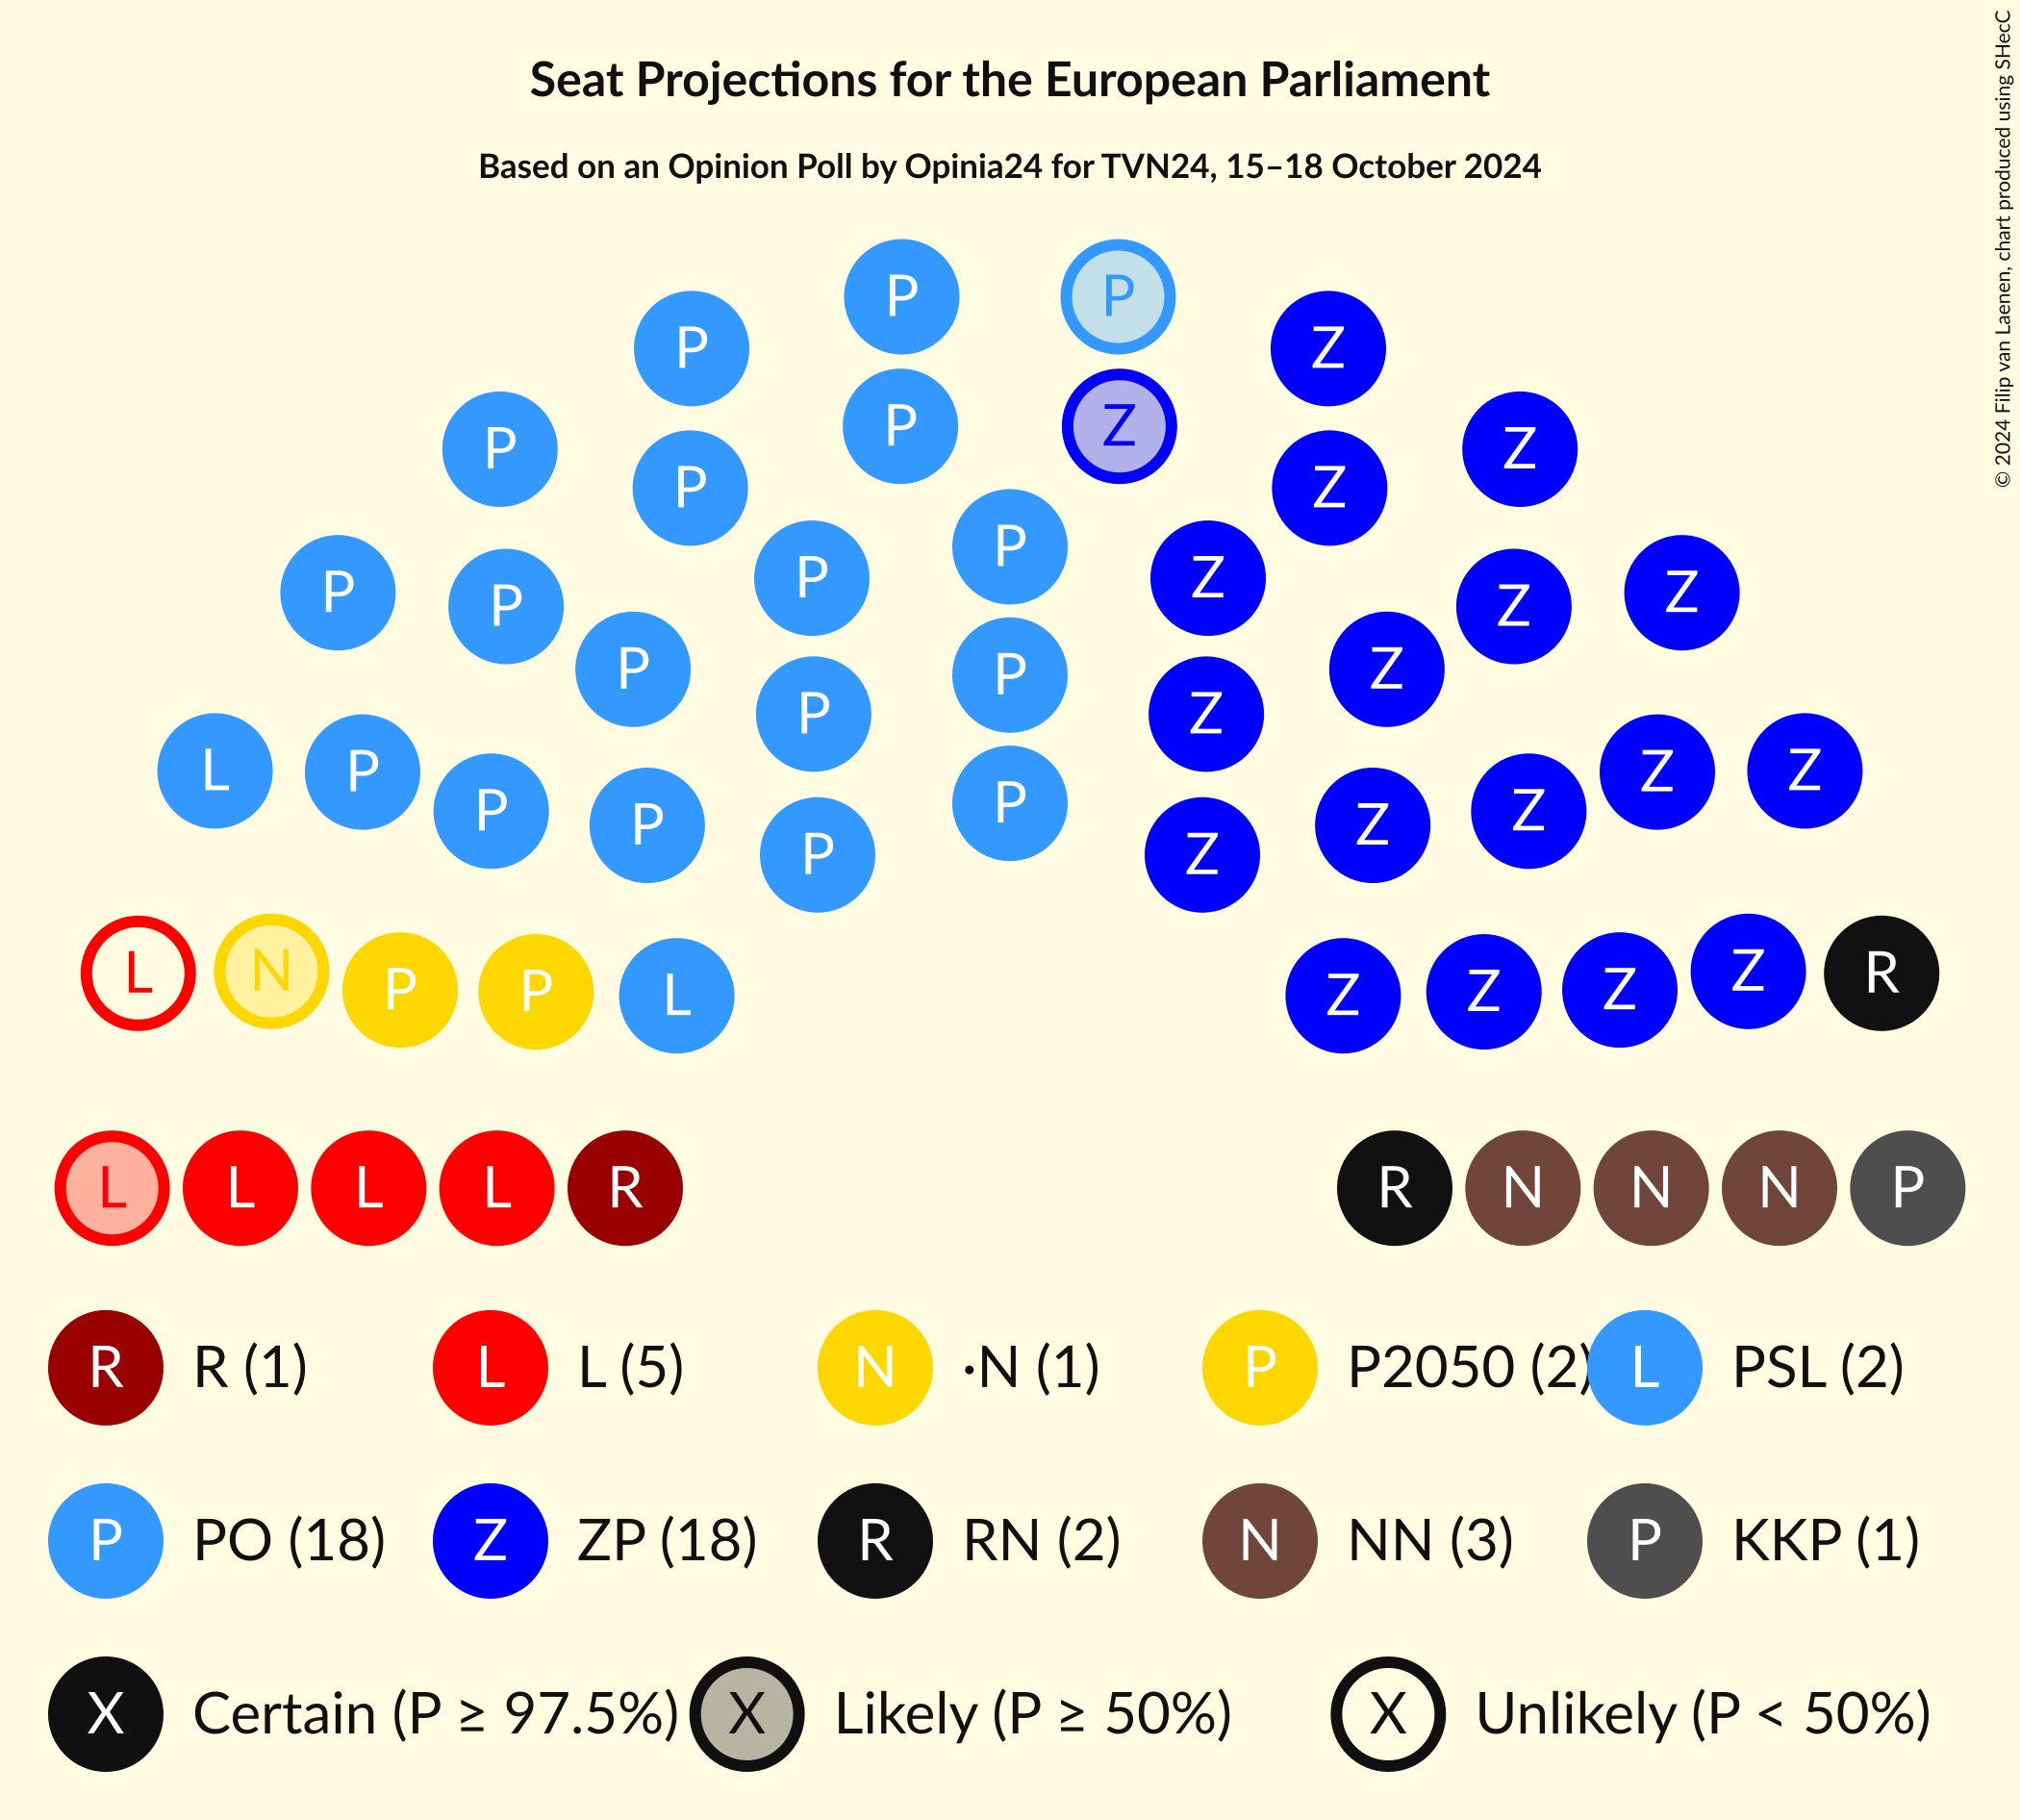 Seat Projections for the European Parliament
Based on an Opinion Poll by Opinia24 for TVN24, 15–18 October 2024
© 2024 Filip van Laenen, chart produced using SHecC
P P
P Z
P P Z
P Z
P P Z
P P Z
P P Z Z
P Z
P
P Z
L P Z Z
P P Z Z
P P Z
L N P P L Z Z Z Z R
L L L L R R N N N P
R R (1) L L (5) N ·N (1) P P2050 (2) L PSL (2)
P PO (18) Z ZP (18) R RN (2) N NN (3) P KKP (1)
X Certain (P ≥ 97.5%) X Likely (P ≥ 50%) X Unlikely (P < 50%)